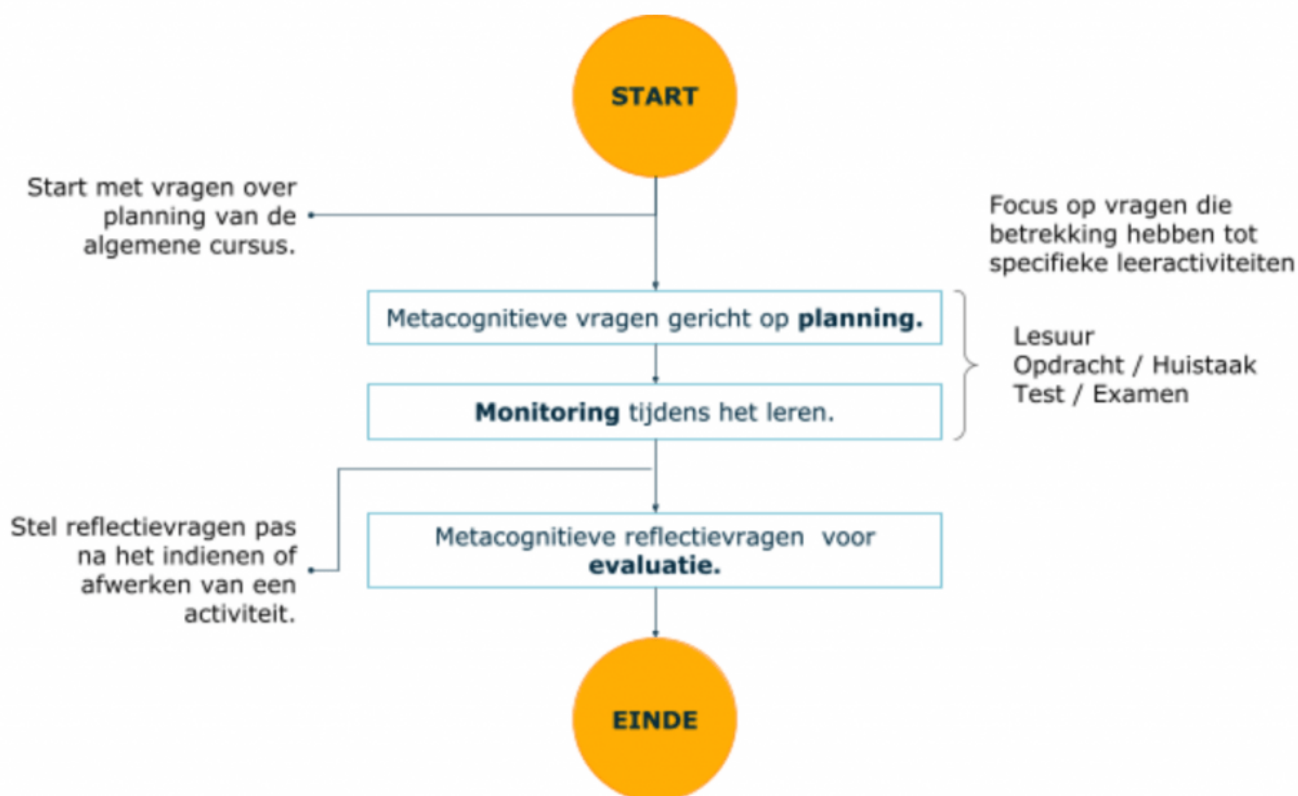 START
Start met vragen over
planning van de
algemene cursus.
Focus op vragen die
betrekking hebben tot
specifieke leeractiviteiten
Metacognitieve vragen gericht op planning.
Lesuur
Opdracht / Huistaak
Test / Examen
Monitoring tijdens het leren.
Stel reflectievragen pas
na het indienen of
afwerken van een
activiteit.
Metacognitieve reflectievragen voor
evaluatie.
EINDE